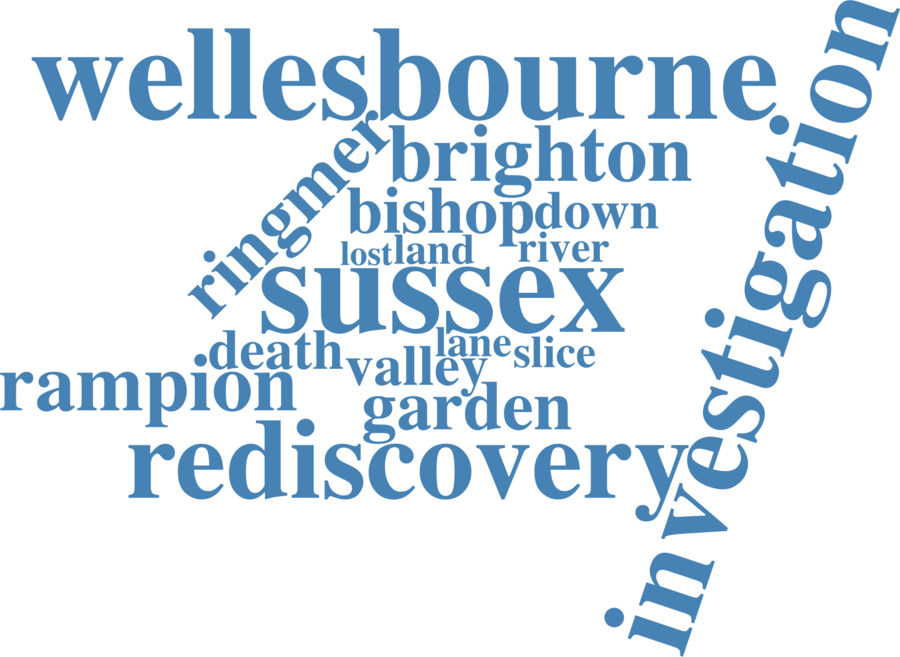 wellesbourne
investigation
ringmer
brighton
bishop
down
lost
land
river
sussex
death
lane
valley
slice
rampion
garden
rediscovery